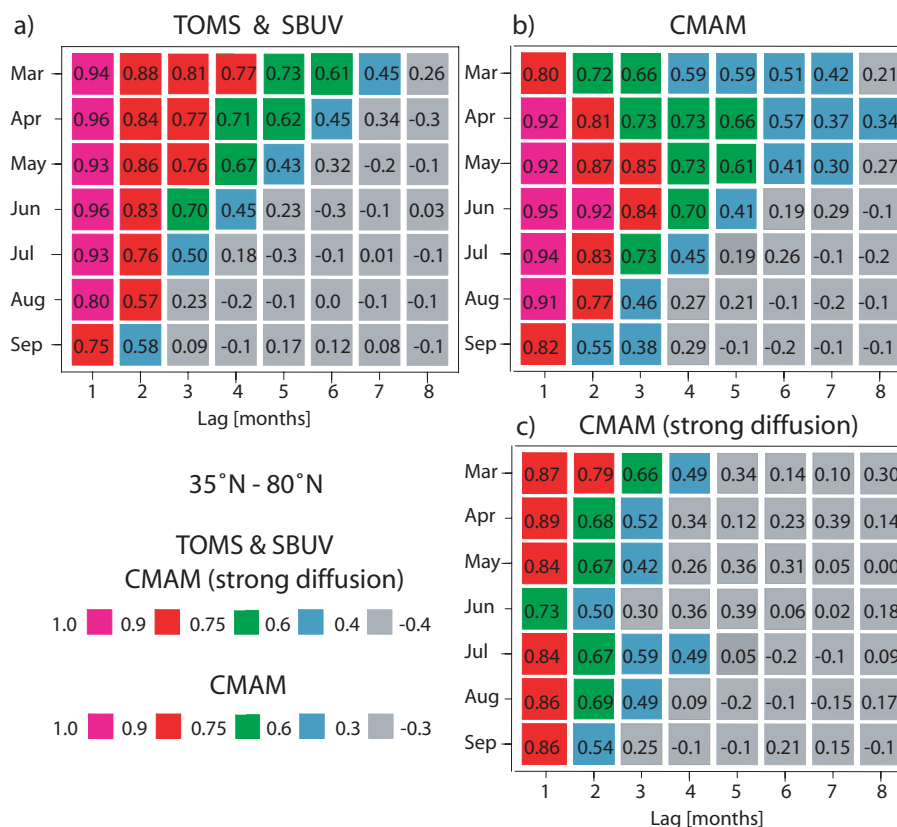 a) TOMS & SBUV
Mar 0.94 0.88 0.81 0.77 0.73 0.61 0.45 0.26
Apr 0.96 0.84 0.77 0.71 0.62 0.45 0.34 -0.3
May 0.93 0.86 0.76 0.67 0.43 0.32 -0.2 -0.1
Jun 0.96 0.83 0.70 0.45 0.23 -0.3 -0.1 0.03
Jul 0.93 0.76 0.50 0.18 -0.3 -0.1 0.01 -0.1
Aug 0.80 0.57 0.23 -0.2 -0.1 0.0 -0.1 -0.1
Sep 0.75 0.58 0.09 -0.1 0.17 0.12 0.08 -0.1
1 2 3 4 5 6 7 8
Lag [months]
b) CMAM
Mar 0.80 0.72 0.66 0.59 0.59 0.51 0.42 0.21
Apr 0.92 0.81 0.73 0.73 0.66 0.57 0.37 0.34
May 0.92 0.87 0.85 0.73 0.61 0.41 0.30 0.27
Jun 0.95 0.92 0.84 0.70 0.41 0.19 0.29 -0.1
Jul 0.94 0.83 0.73 0.45 0.19 0.26 -0.1 -0.2
Aug 0.91 0.77 0.46 0.27 0.21 -0.1 -0.2 -0.1
Sep 0.82 0.55 0.38 0.29 -0.1 -0.2 -0.1 -0.1
1 2 3 4 5 6 7 8
c) CMAM (strong diffusion)
Mar 0.87 0.79 0.66 0.49 0.34 0.14 0.10 0.30
Apr 0.89 0.68 0.52 0.34 0.12 0.23 0.39 0.14
May 0.84 0.67 0.42 0.26 0.36 0.31 0.05 0.00
Jun 0.73 0.50 0.30 0.36 0.39 0.06 0.02 0.18
Jul 0.84 0.67 0.59 0.49 0.05 -0.2 -0.1 0.09
Aug 0.86 0.69 0.49 0.09 -0.2 -0.1 -0.15 0.17
Sep 0.86 0.54 0.25 -0.1 -0.1 0.21 0.15 -0.1
1 2 3 4 5 6 7 8
Lag [months]
35˚N - 80˚N
TOMS & SBUV
CMAM (strong diffusion)
1.0 0.9 0.75 0.6 0.4 -0.4
CMAM
1.0 0.9 0.75 0.6 0.3 -0.3